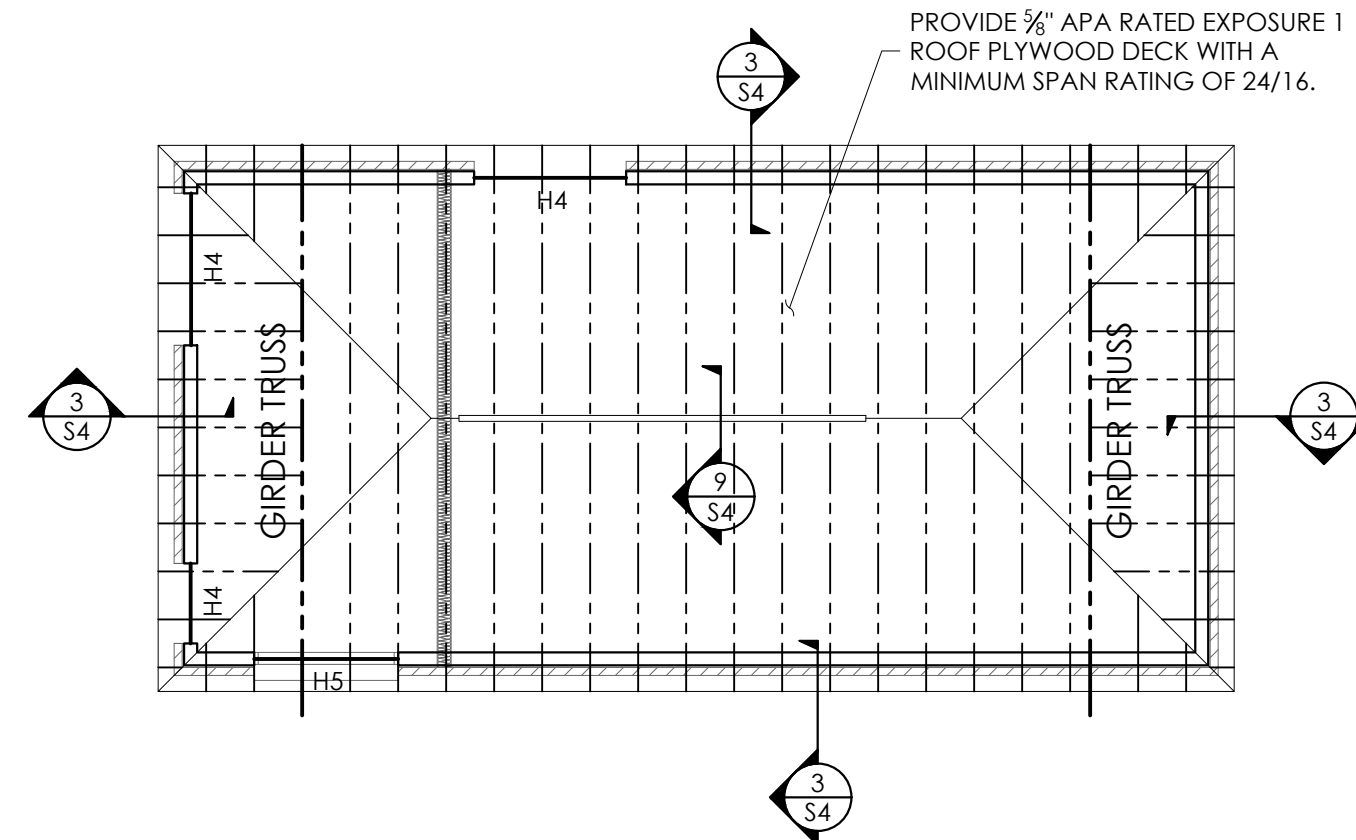 PROVIDE ⅝" APA RATED EXPOSURE 1
ROOF PLYWOOD DECK WITH A
MINIMUM SPAN RATING OF 24/16.
3
S4
H4
H4
GIRDER TRUSS
GIRDER TRUSS
3
S4
3
S4
9
S4
H4
H5
3
S4